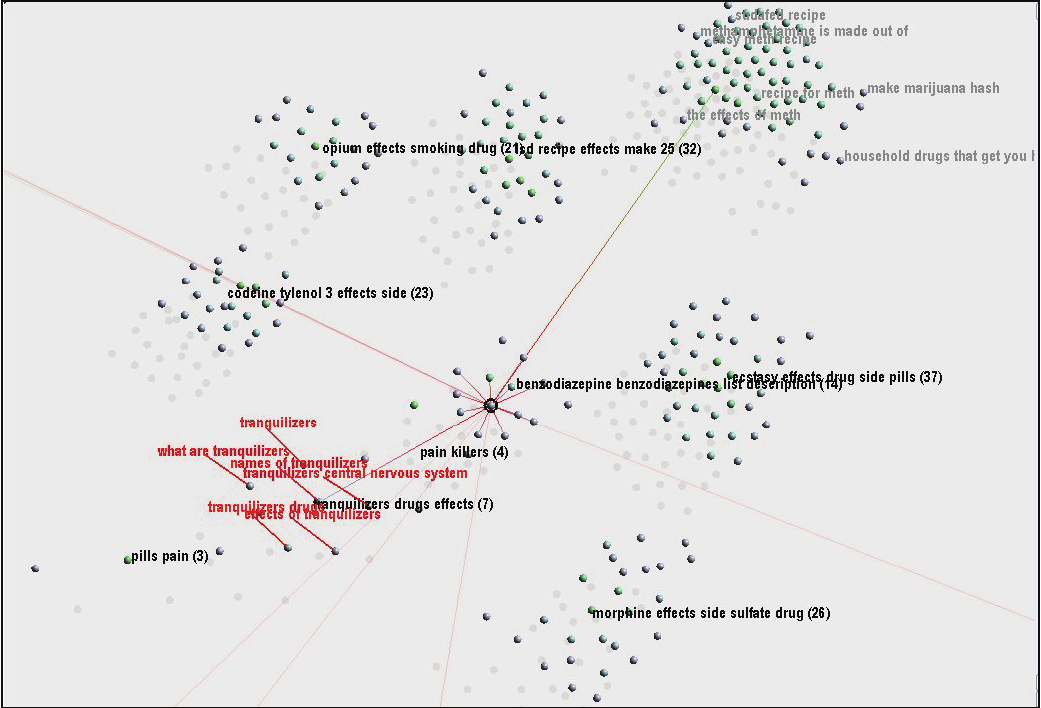 sudafed recipe
methamphetamine is made out of
easy meth recipe
recipe for meth
make marijuana hash
the effects of meth
opium effects smoking drug (21)
lsd recipe effects make 25 (32)
household drugs that get you h
codeine tylenol 3 effects side (23)
ecstasy effects drug side pills (37)
benzodiazepine benzodiazepines list description (14)
tranquilizers
what are tranquilizers
pain killers (4)
names of tranquilizers
tranquilizers central nervous system
tranquilizers drugs effects (7)
tranquilizers drugs
effects of tranquilizers
pills pain (3)
morphine effects side sulfate drug (26)